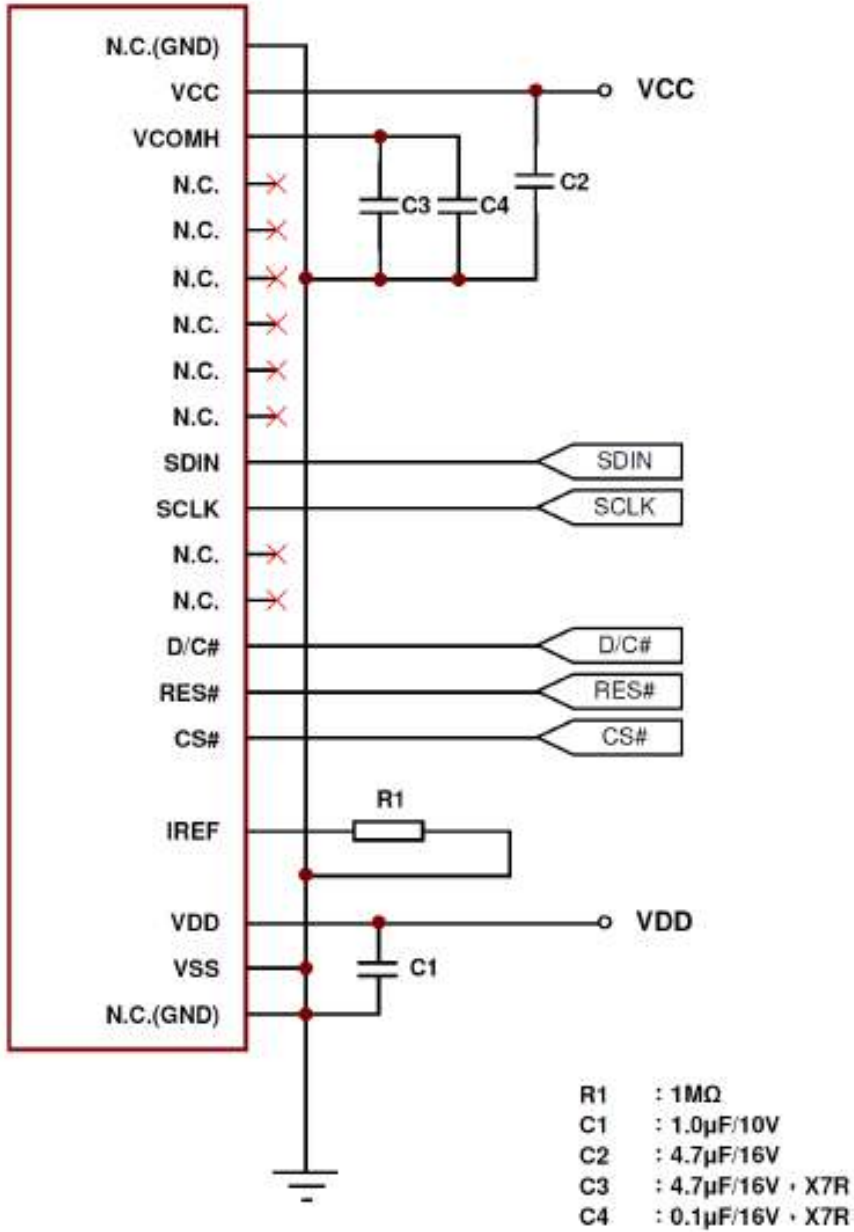 N.C.(GND)
VCC VCC
VCOMH
N.C. C3 C4 C2
N.C.
N.C.
N.C.
N.C.
N.C.
SDIN SDIN
SCLK SCLK
N.C.
N.C.
D/C# D/C#
RES# RES#
CS# CS#
R1
IREF
VDD VDD
VSS C1
N.C.(GND)
R1 : 1MΩ
C1 : 1.0μF/10V
C2 : 4.7μF/16V
C3 : 4.7μF/16V，X7R
C4 : 0.1μF/16V，X7R